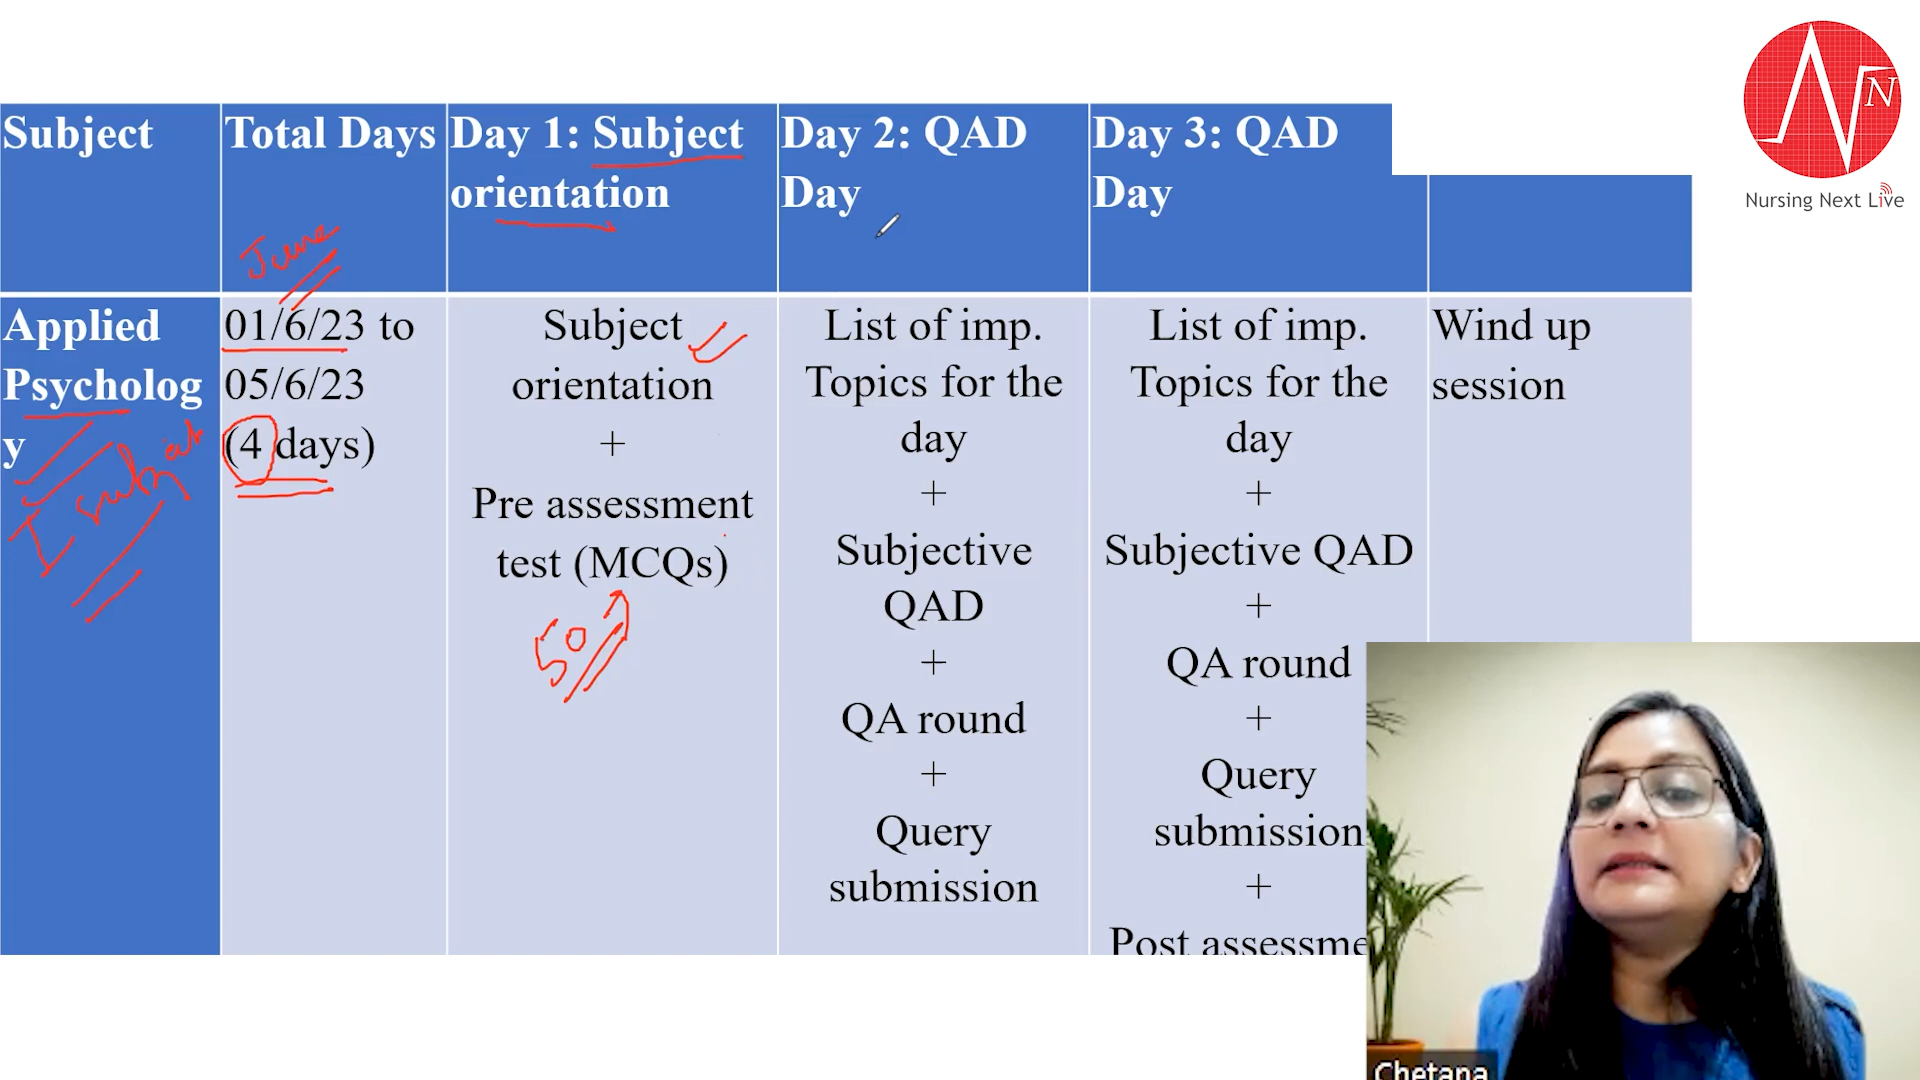 N
Nursing Next Live
Subject
Total Days
Day 1: Subject
orientation
Day 2: QAD
Day
Day 3: QAD
Day
June
Applied
Psycholog
y
I subject
01/6/23 to
05/6/23
(4 days)
Subject
orientation
+
Pre assessment
test (MCQs)
50
List of imp.
Topics for the
day
+
Subjective
QAD
+
QA round
+
Query
submission
List of imp.
Topics for the
day
+
Subjective QAD
+
QA round
+
Query
submission
+
Post assessme
Wind up
session
Chetana